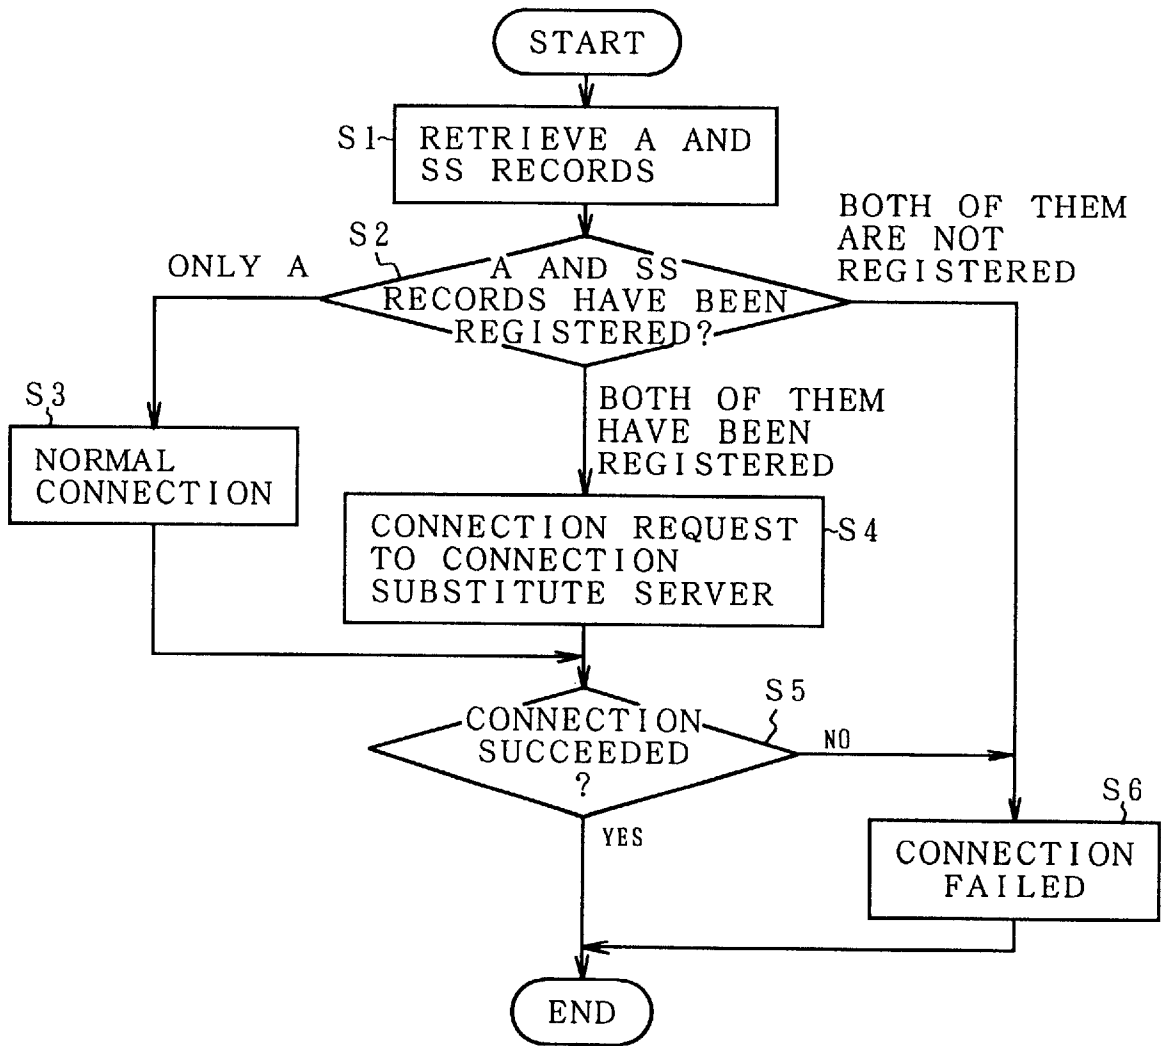 START
S1
RETRIEVE A AND
SS RECORDS
BOTH OF THEM
ARE NOT
REGISTERED
S2
ONLY A
A AND SS
RECORDS HAVE BEEN
REGISTERED?
S3
BOTH OF THEM
HAVE BEEN
REGISTERED
NORMAL
CONNECTION
CONNECTION REQUEST
TO CONNECTION
SUBSTITUTE SERVER
S4
S5
CONNECTION
SUCCEEDED
?
NO
YES
S6
CONNECTION
FAILED
END